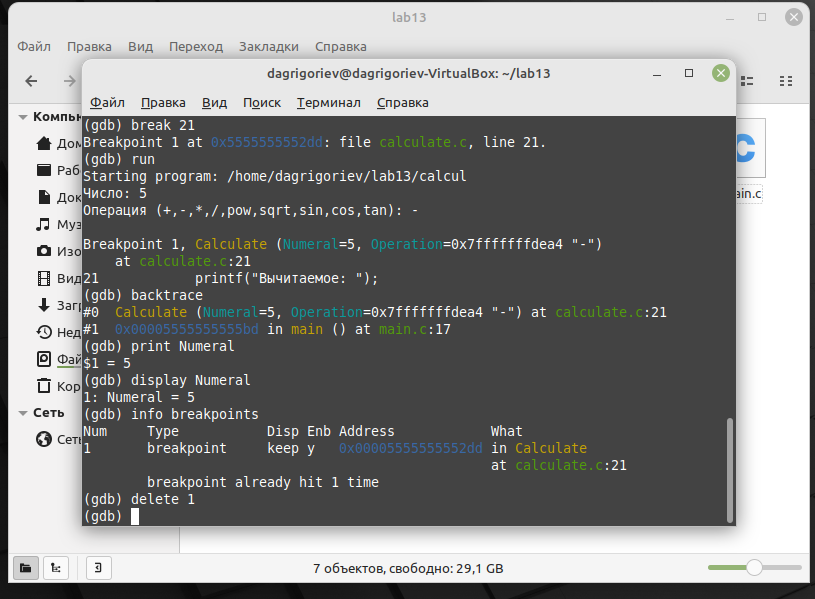 lab13
Файл Правка Вид Переход Закладки Справка
dagrigoriev@dagrigoriev-VirtualBox: ~/lab13
Файл Правка Вид Поиск Терминал Справка
(gdb) break 21
Breakpoint 1 at 0x5555555552dd: file calculate.c, line 21.
(gdb) run
Starting program: /home/dagrigoriev/lab13/calcul
Число: 5
Операция (+,-,*,/,pow,sqrt,sin,cos,tan): -
Breakpoint 1, Calculate (Numeral=5, Operation=0x7fffffffdea4 "-")
at calculate.c:21
21 printf("Вычитаемое: ");
(gdb) backtrace
#0 Calculate (Numeral=5, Operation=0x7fffffffdea4 "-") at calculate.c:21
#1 0x00005555555555bd in main () at main.c:17
(gdb) print Numeral
$1 = 5
(gdb) display Numeral
1: Numeral = 5
(gdb) info breakpoints
Num Type Disp Enb Address What
1 breakpoint keep y 0x00005555555552dd in Calculate
at calculate.c:21
breakpoint already hit 1 time
(gdb) delete 1
(gdb)
Компьн
Дом
Раб
Док
Муз
Изо
Вид
Загр
Нед
Фай
Кор
Сеть
Сеть
ain.c
7 объектов, свободно: 29,1 GB